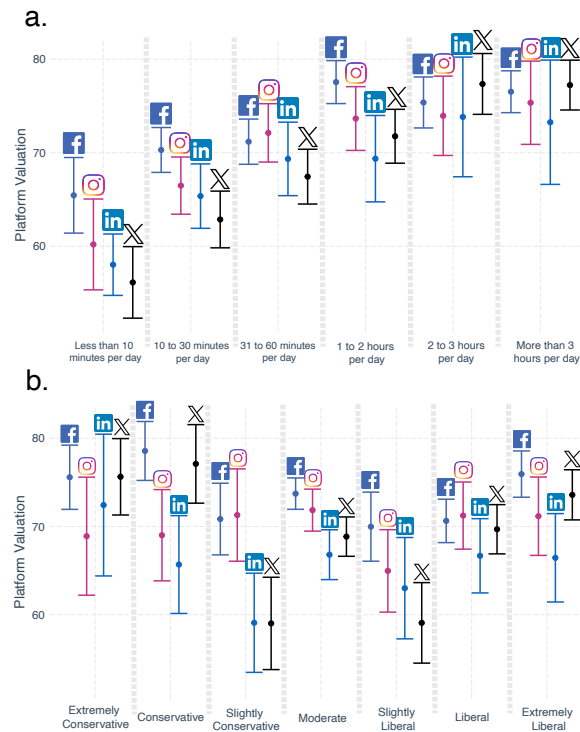 a.
Platform Valuation
80
70
60
Less than 10
minutes per day
10 to 30 minutes
per day
31 to 60 minutes
per day
1 to 2 hours
per day
2 to 3 hours
per day
More than 3
hours per day
b.
Platform Valuation
80
70
60
Extremely
Conservative
Conservative
Slightly
Conservative
Moderate
Slightly
Liberal
Liberal
Extremely
Liberal